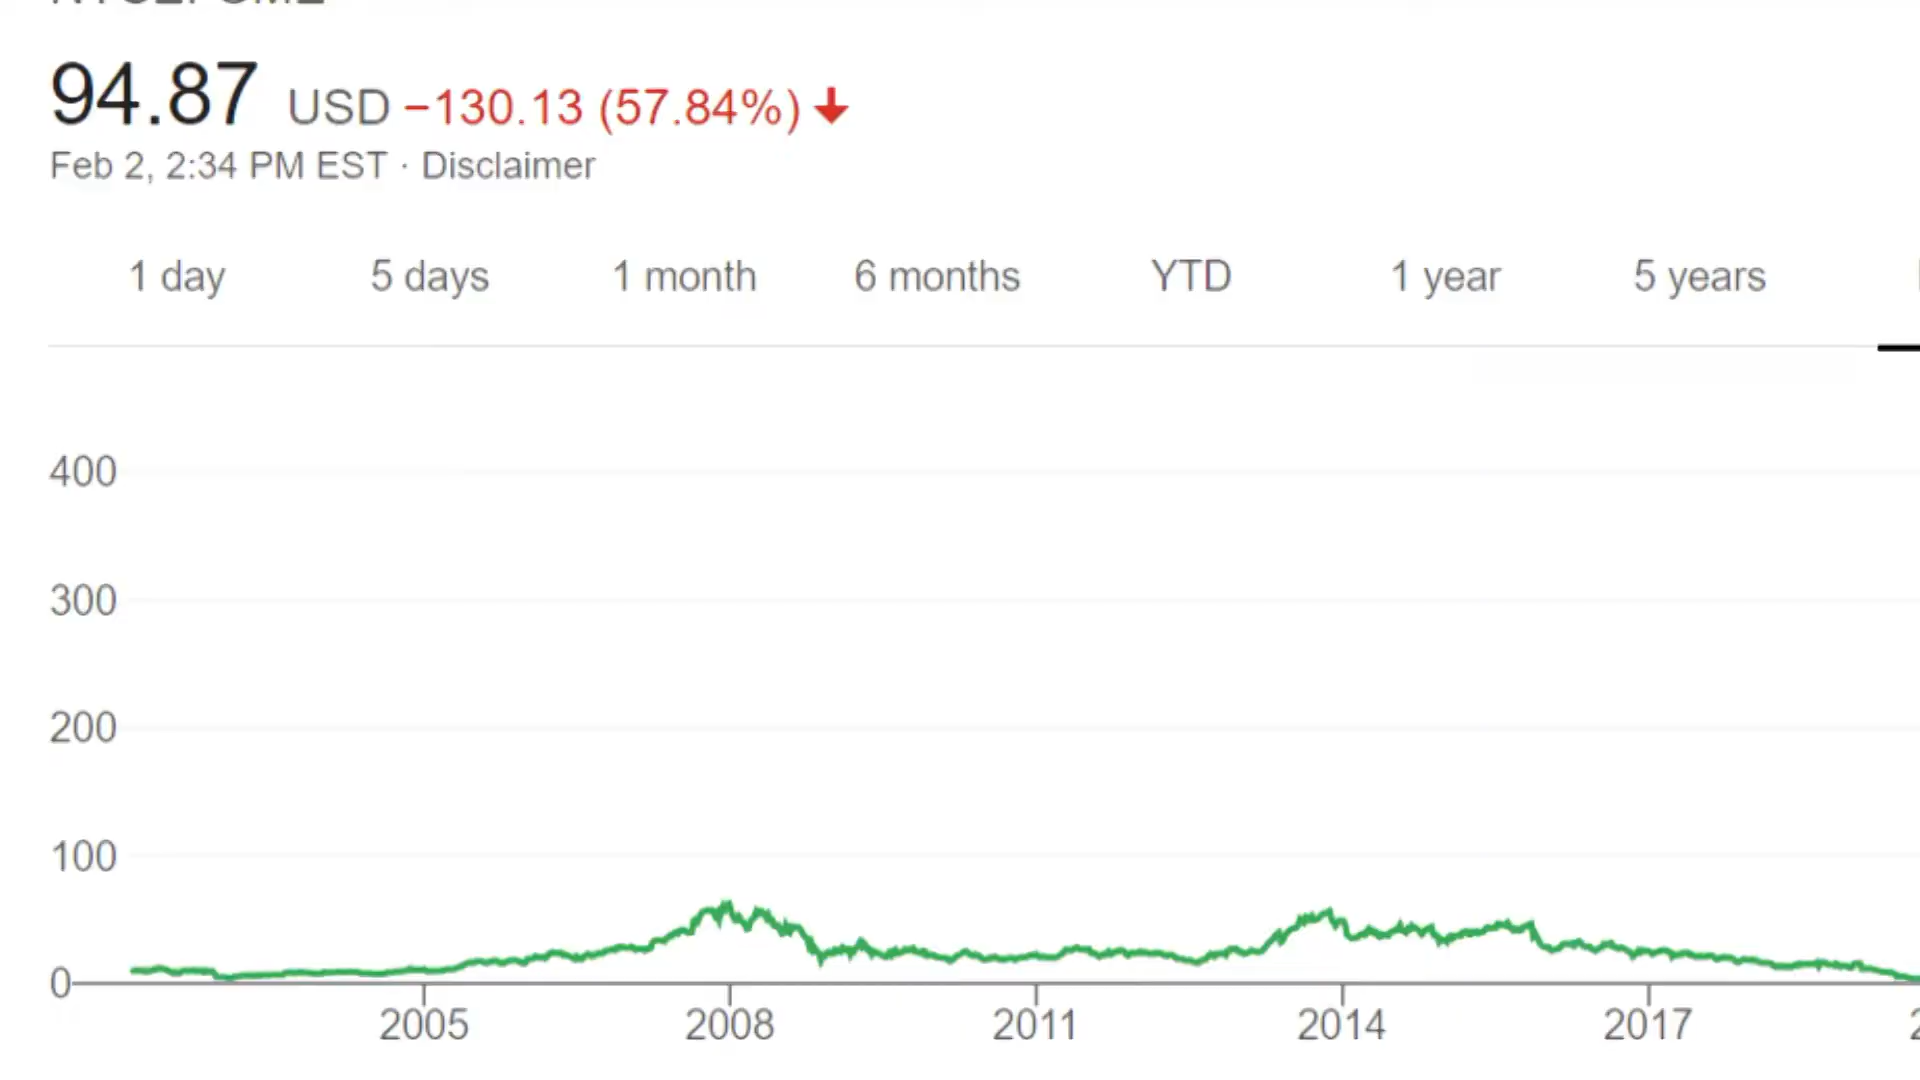 94.87 USD −130.13 (57.84%)
Feb 2, 2:34 PM EST · Disclaimer
1 day 5 days 1 month 6 months YTD 1 year 5 years
400
300
200
100
0
2005 2008 2011 2014 2017